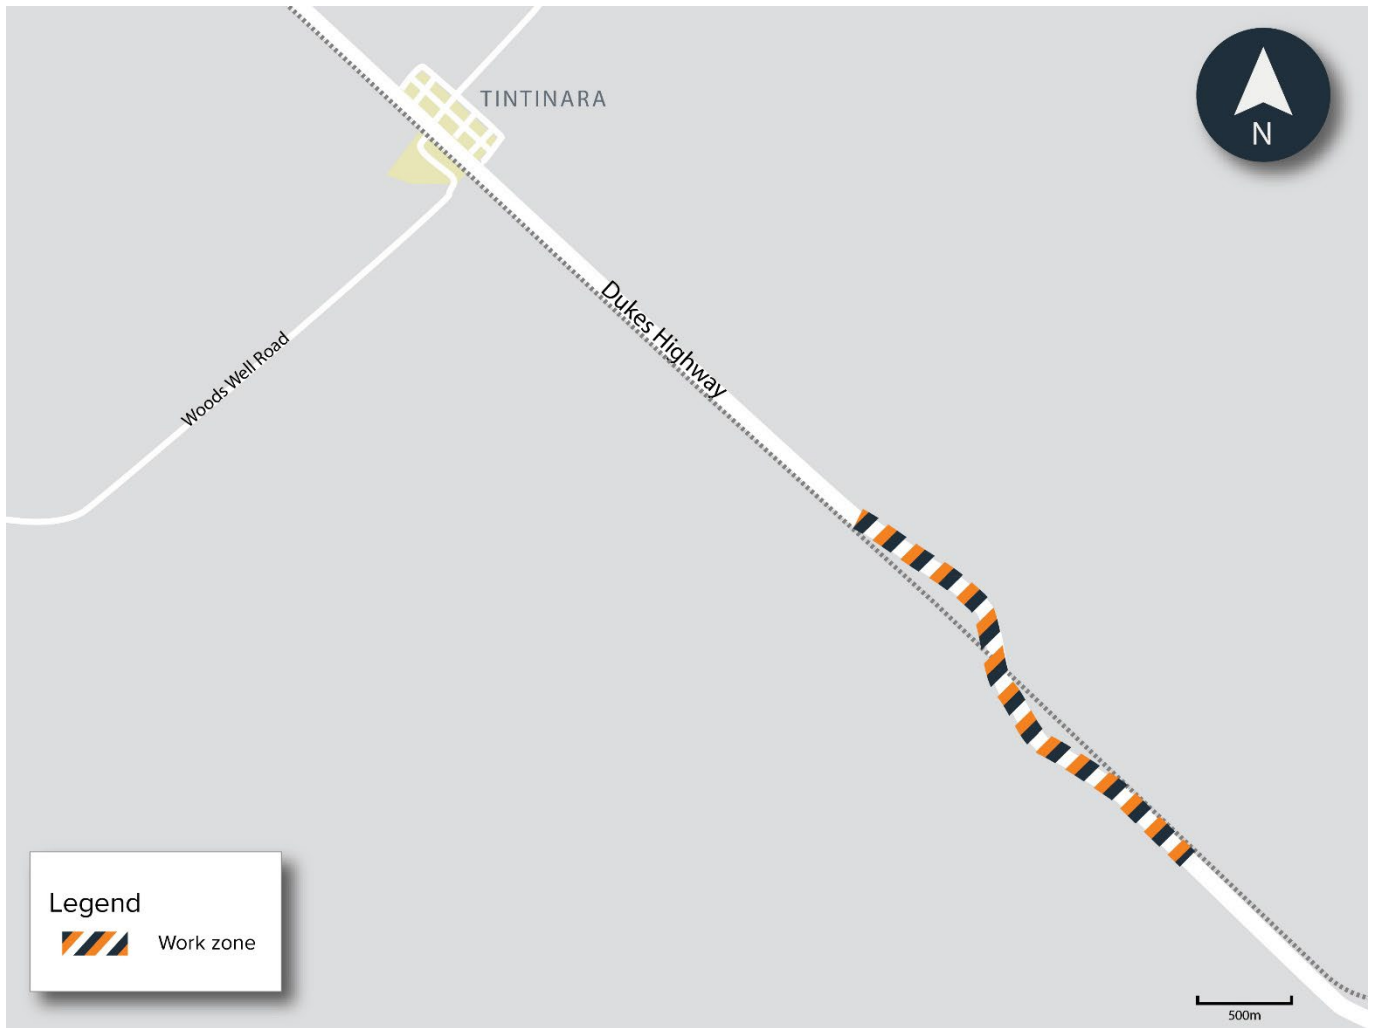 TINTINARA
N
Dukes Highway
Woods Well Road
Legend
Work zone
500m